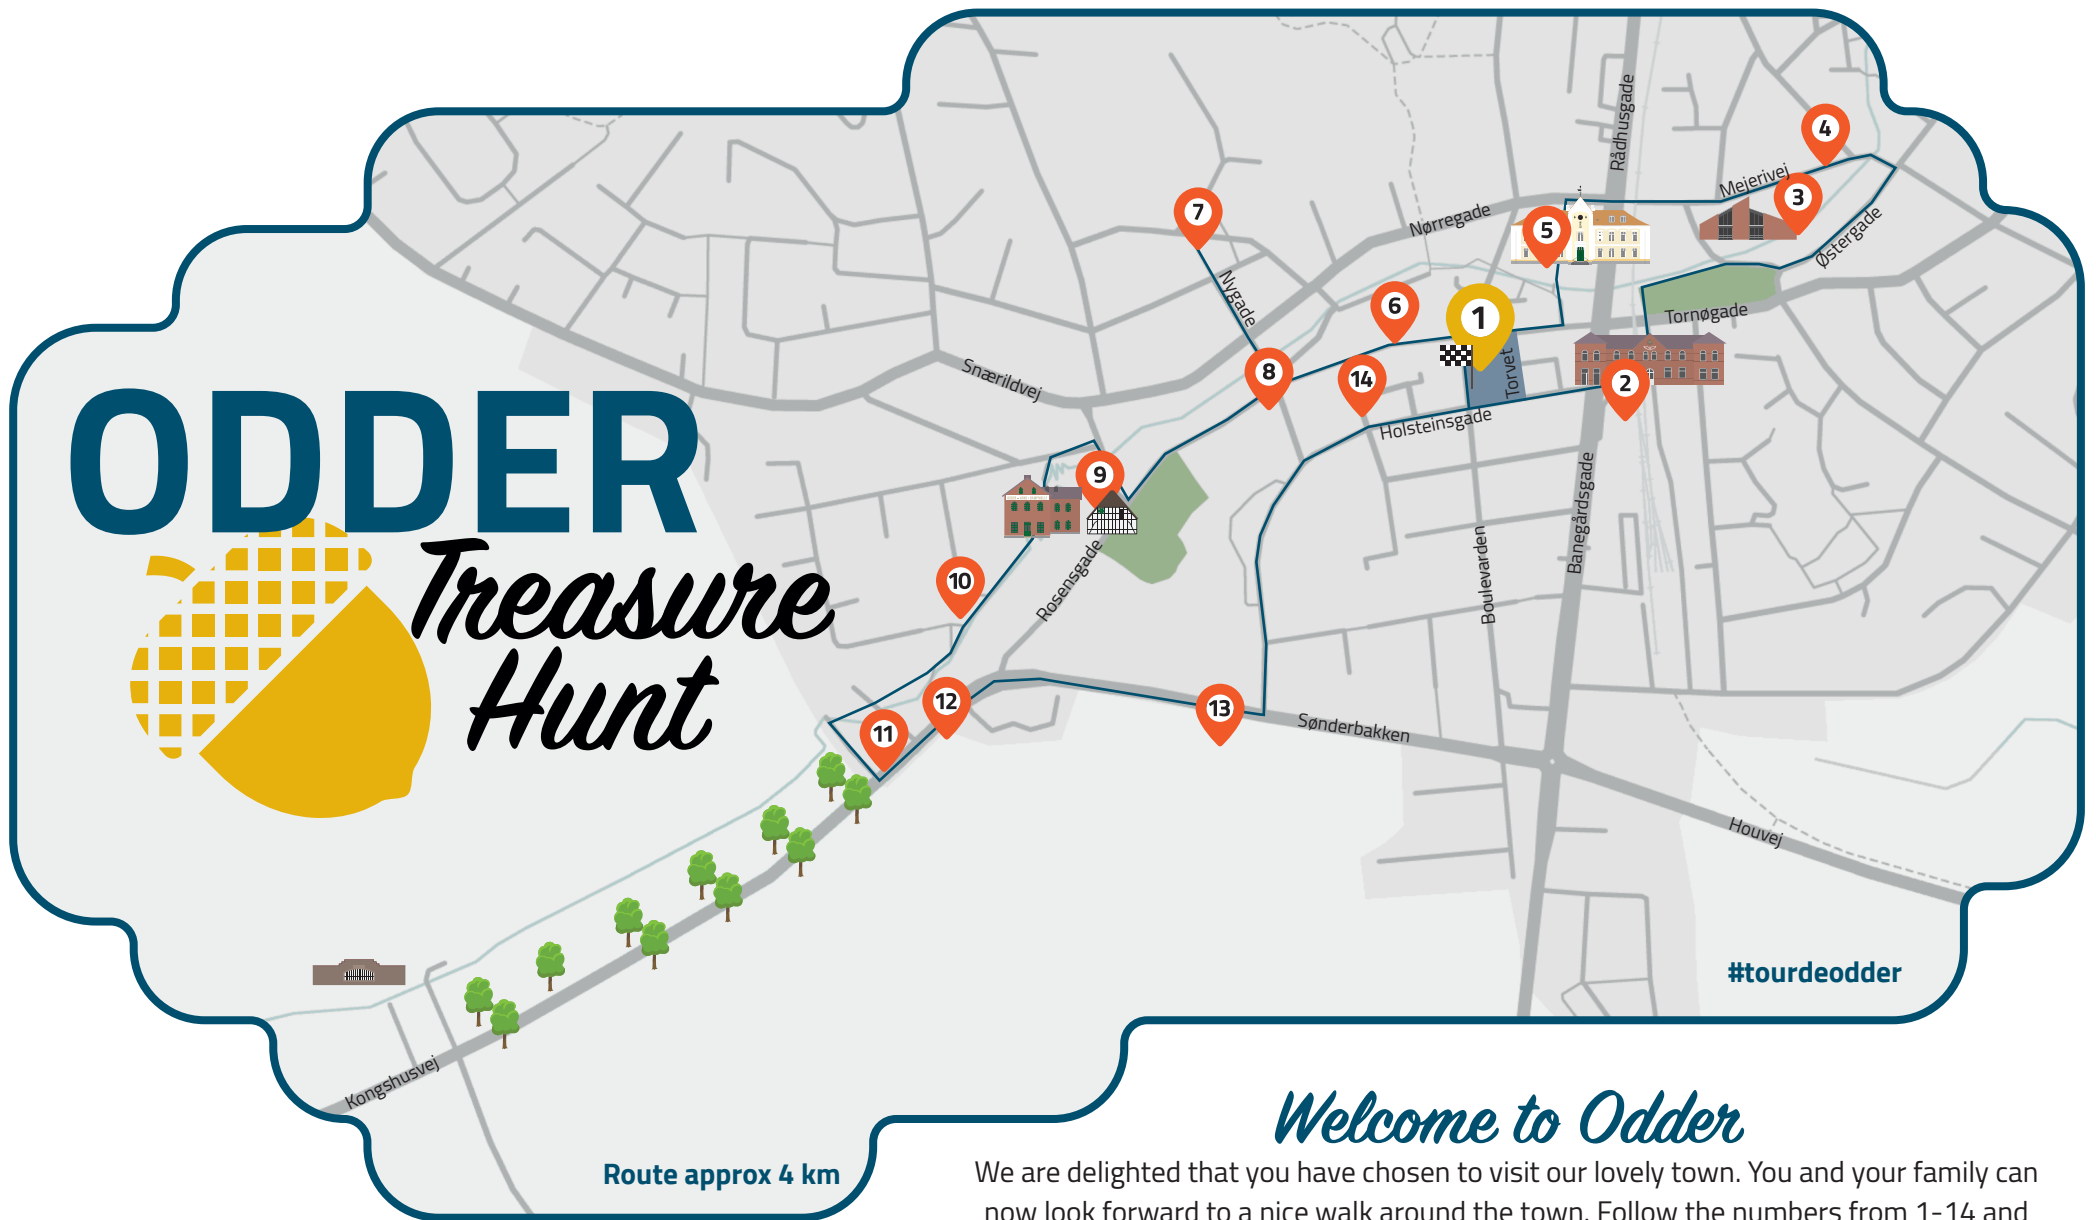 ODDER
Treasure
Hunt
Rådhusgade
4
Mejerivej
3
7
Nørregade
5
Østergade
Nygade
6
1
Tornøgade
Torvet
Snærildvej
8
14
2
Holsteinsgade
9
Banegårdsgade
Boulevarden
Rosensgade
10
12
11
13
Sønderbakken
Houvej
#tourdeodder
Kongshusvej
Route approx 4 km
Welcome to Odder
We are delighted that you have chosen to visit our lovely town. You and your family can
now look forward to a nice walk around the town. Follow the numbers from 1-14 and